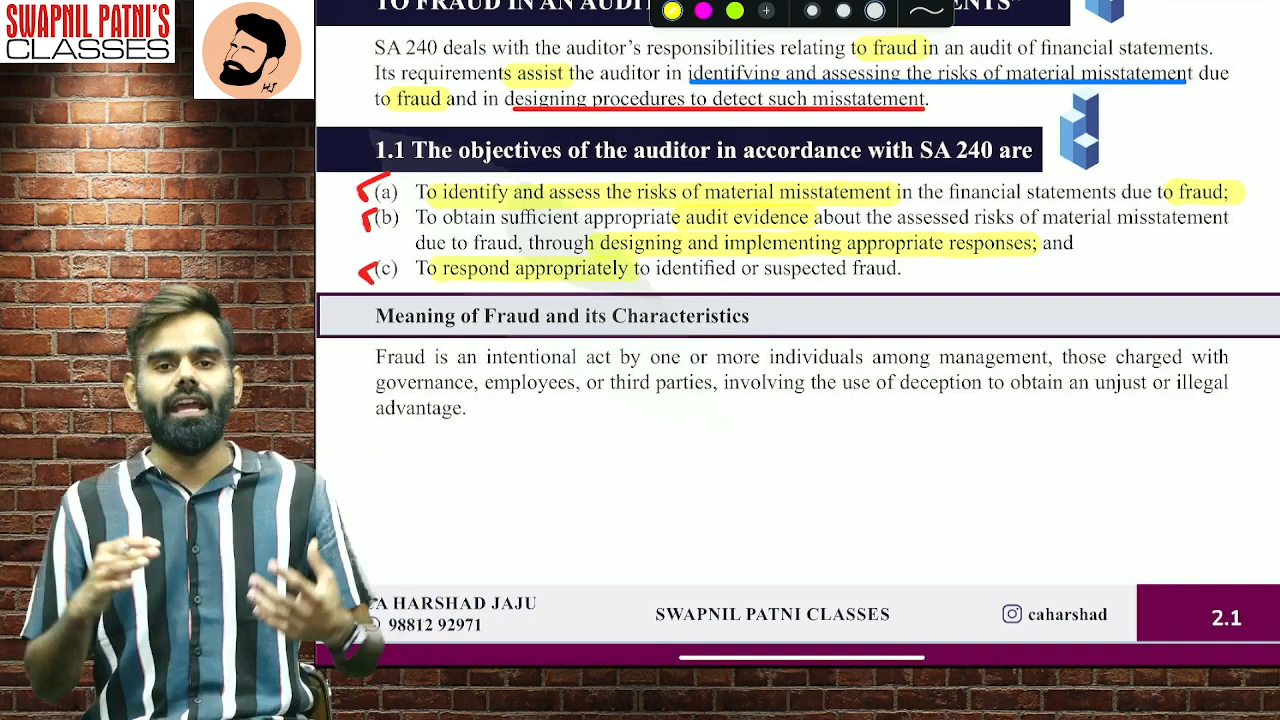 SWAPNIL PATNI'S
CLASSES
HJ
TO FRAUD IN AN AUDI
ENTS"
SA 240 deals with the auditor's responsibilities relating to fraud in an audit of financial statements.
Its requirements assist the auditor in identifying and assessing the risks of material misstatement due
to fraud and in designing procedures to detect such misstatement.
1.1 The objectives of the auditor in accordance with SA 240 are
(a) To identify and assess the risks of material misstatement in the financial statements due to fraud;
(b) To obtain sufficient appropriate audit evidence about the assessed risks of material misstatement
due to fraud, through designing and implementing appropriate responses; and
(c) To respond appropriately to identified or suspected fraud.
Meaning of Fraud and its Characteristics
Fraud is an intentional act by one or more individuals among management, those charged with
governance, employees, or third parties, involving the use of deception to obtain an unjust or illegal
advantage.
A HARSHAD JAJU
98812 92971
SWAPNIL PATNI CLASSES
caharshad
2.1